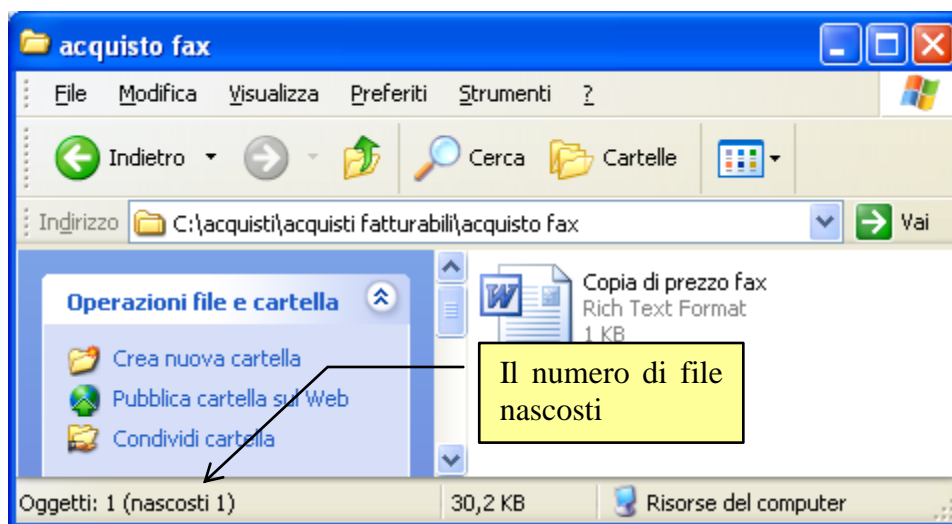 acquisto fax
File Modifica Visualizza Preferiti Strumenti ?
Indietro Cerca Cartelle
Indirizzo C:\acquisti\acquisti fatturabili\acquisto fax Vai
Operazioni file e cartella
Crea nuova cartella
Pubblica cartella sul Web
Condividi cartella
Copia di prezzo fax
Rich Text Format
1 KB
Il numero di file
nascosti
Oggetti: 1 (nascosti 1) 30,2 KB Risorse del computer